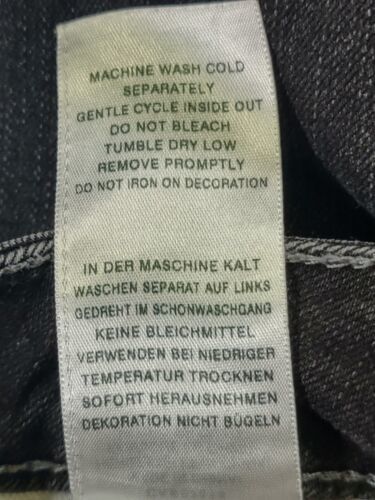 MACHINE WASH COLD
SEPARATELY
GENTLE CYCLE INSIDE OUT
DO NOT BLEACH
TUMBLE DRY LOW
REMOVE PROMPTLY
DO NOT IRON ON DECORATION
IN DER MASCHINE KALT
WASCHEN SEPARAT AUF LINKS
GEDREHT IM SCHONWASCHGANG
KEINE BLEICHMITTEL
VERWENDEN BEI NIEDRIGER
TEMPERATUR TROCKNEN
SOFORT HERAUSNEHMEN
DEKORATION NICHT BÜGELN